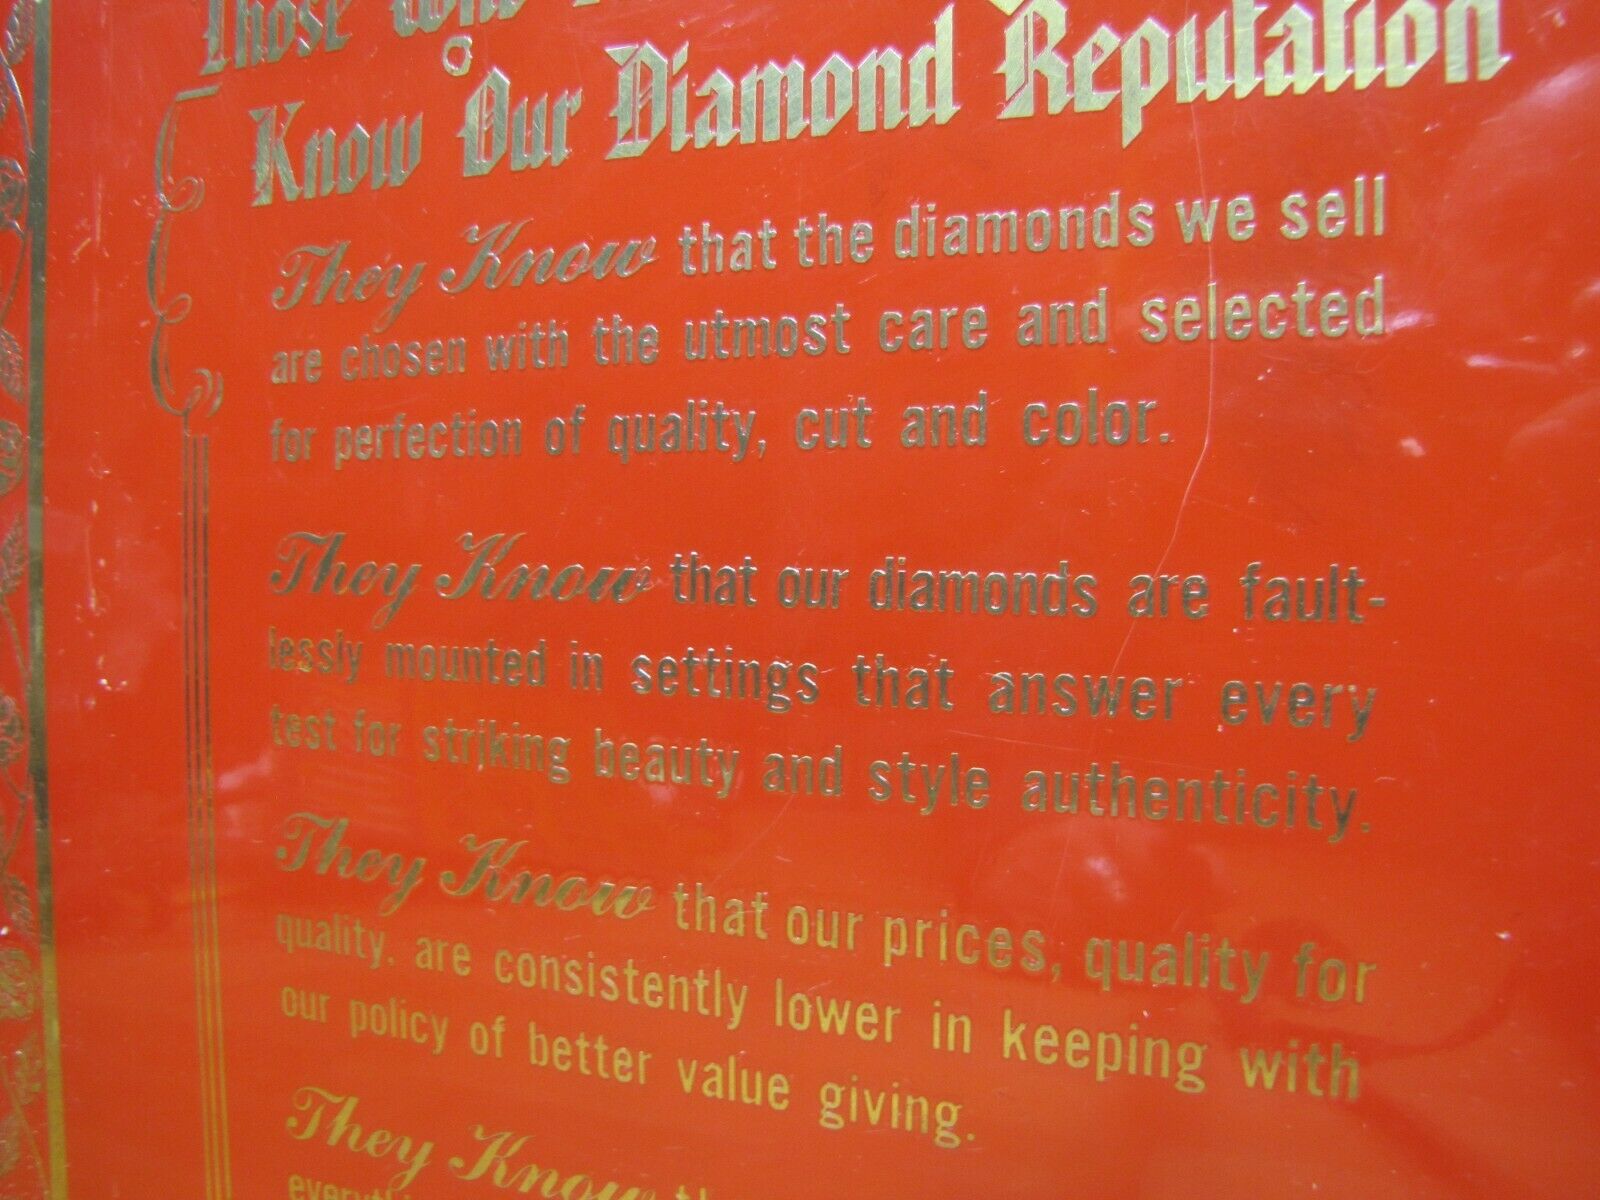 Those Who
Know Our Diamond Reputation
They Know that the diamonds we sell
are chosen with the utmost care and selected
for perfection of quality, cut and color.
They Know that our diamonds are fault-
lessly mounted in settings that answer every
test for striking beauty and style authenticity.
They Know that our prices, quality for
quality, are consistently lower in keeping with
our policy of better value giving.
They Know